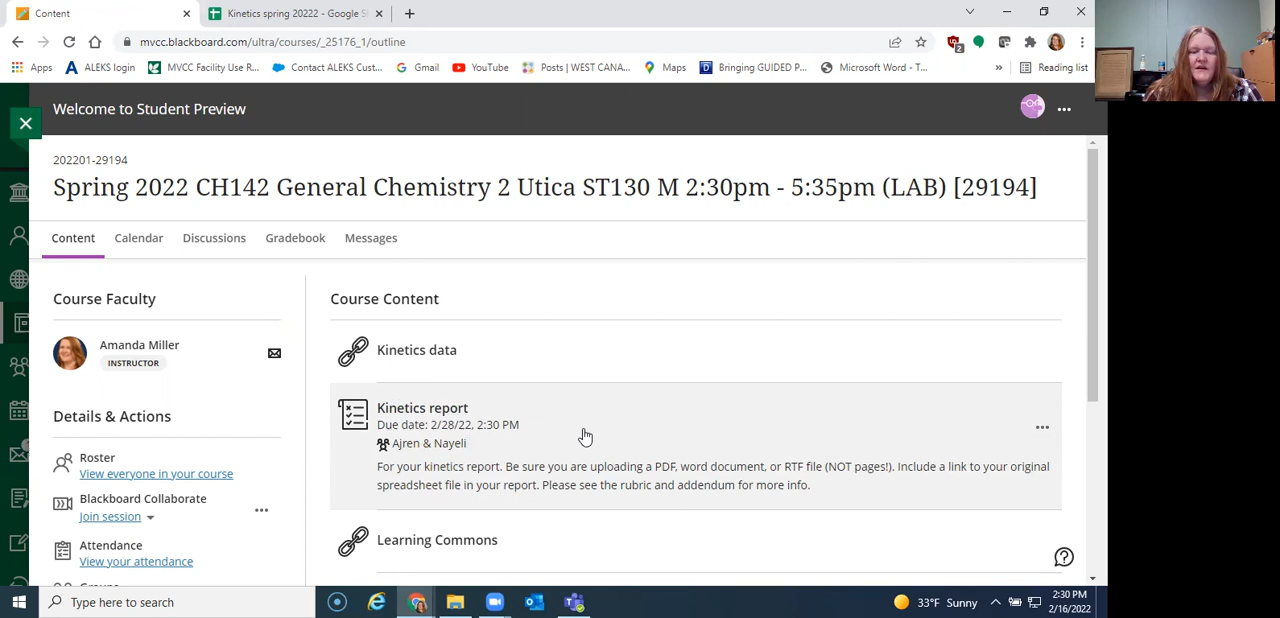 Content
Kinetics spring 20222 - Google S
mvcc.blackboard.com/ultra/courses/_25176_1/outline
2
Apps
ALEKS login
MVCC Facility Use R...
Contact ALEKS Cust...
Gmail
YouTube
Posts | WEST CANA...
Maps
Bringing GUIDED P...
Microsoft Word - T...
»
Reading list
Welcome to Student Preview
202201-29194
Spring 2022 CH142 General Chemistry 2 Utica ST130 M 2:30pm - 5:35pm (LAB) [29194]
Content
Calendar
Discussions
Gradebook
Messages
Course Faculty
Amanda Miller
INSTRUCTOR
Details & Actions
Roster
View everyone in your course
Blackboard Collaborate
Join session
Attendance
View your attendance
Groups
Course Content
Kinetics data
Kinetics report
Due date: 2/28/22, 2:30 PM
Ajren & Nayeli
For your kinetics report. Be sure you are uploading a PDF, word document, or RTF file (NOT pages!). Include a link to your original
spreadsheet file in your report. Please see the rubric and addendum for more info.
Learning Commons
Type here to search
33°F Sunny
2:30 PM
2/16/2022